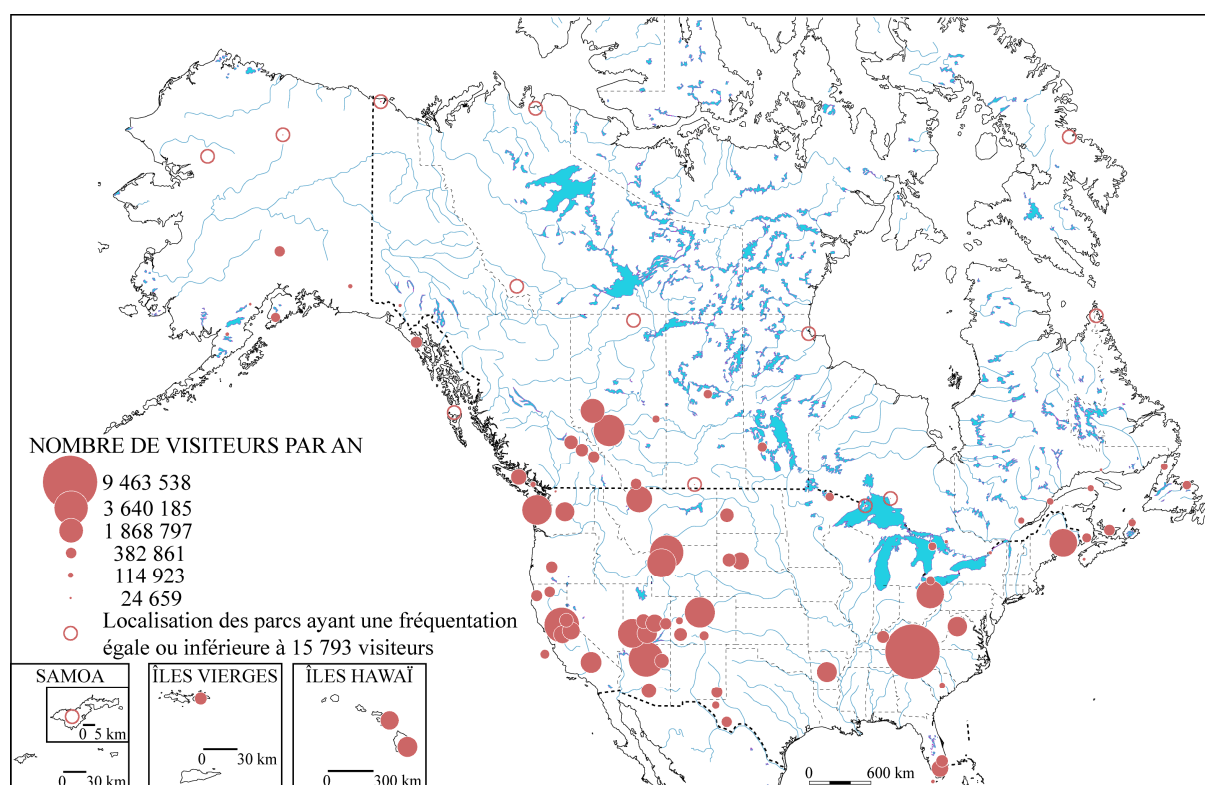 NOMBRE DE VISITEURS PAR AN
9 463 538
3 640 185
1 868 797
382 861
114 923
24 659
Localisation des parcs ayant une fréquentation
égale ou inférieure à 15 793 visiteurs
SAMOA
0 5 km
0 30 km
ÎLES VIERGES
0 30 km
ÎLES HAWAÏ
0 300 km
0 600 km